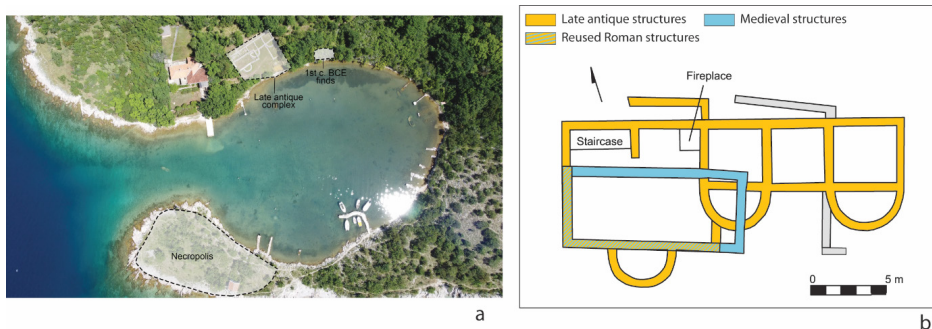 1st c. BCE
finds
Late antique
complex
Necropolis
a
Late antique structures
Medieval structures
Reused Roman structures
Fireplace
Staircase
0 5 m
b